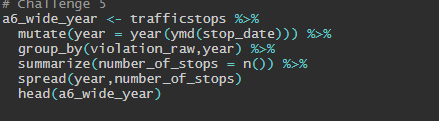 # Challenge 5
a6_wide_year <- trafficstops %>%
mutate(year = year(ymd(stop_date))) %>%
group_by(violation_raw,year) %>%
summarize(number_of_stops = n()) %>%
spread(year,number_of_stops)
head(a6_wide_year)